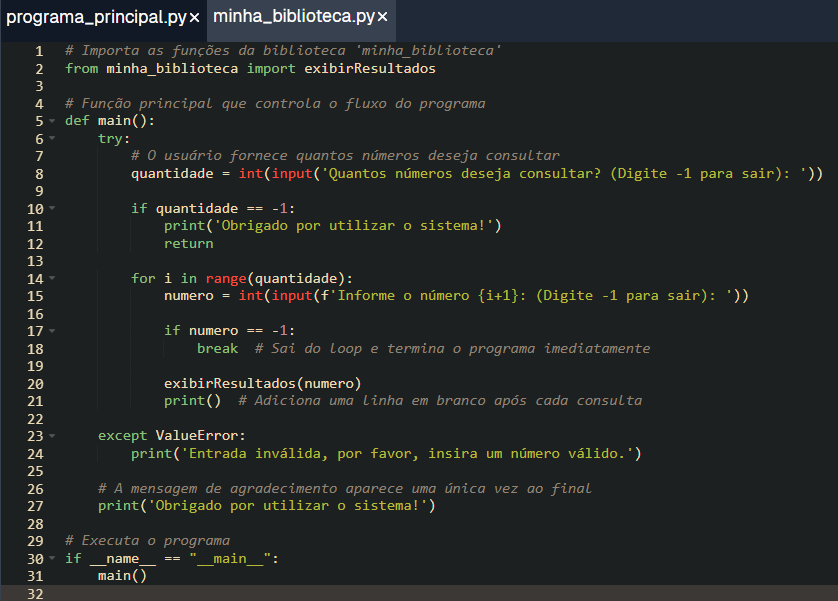 programa_principal.py× minha_biblioteca.py×
1 # Importa as funções da biblioteca 'minha_biblioteca'
2 from minha_biblioteca import exibirResultados
3
4 # Função principal que controla o fluxo do programa
5 def main():
6     try:
7         # O usuário fornece quantos números deseja consultar
8         quantidade = int(input('Quantos números deseja consultar? (Digite -1 para sair): '))
9
10         if quantidade == -1:
11             print('Obrigado por utilizar o sistema!')
12             return
13
14         for i in range(quantidade):
15             numero = int(input(f'Informe o número {i+1}: (Digite -1 para sair): '))
16
17             if numero == -1:
18                 break  # Sai do loop e termina o programa imediatamente
19
20             exibirResultados(numero)
21             print()  # Adiciona uma linha em branco após cada consulta
22
23     except ValueError:
24         print('Entrada inválida, por favor, insira um número válido.')
25
26     # A mensagem de agradecimento aparece uma única vez ao final
27     print('Obrigado por utilizar o sistema!')
28
29 # Executa o programa
30 if __name__ == "__main__":
31     main()
32